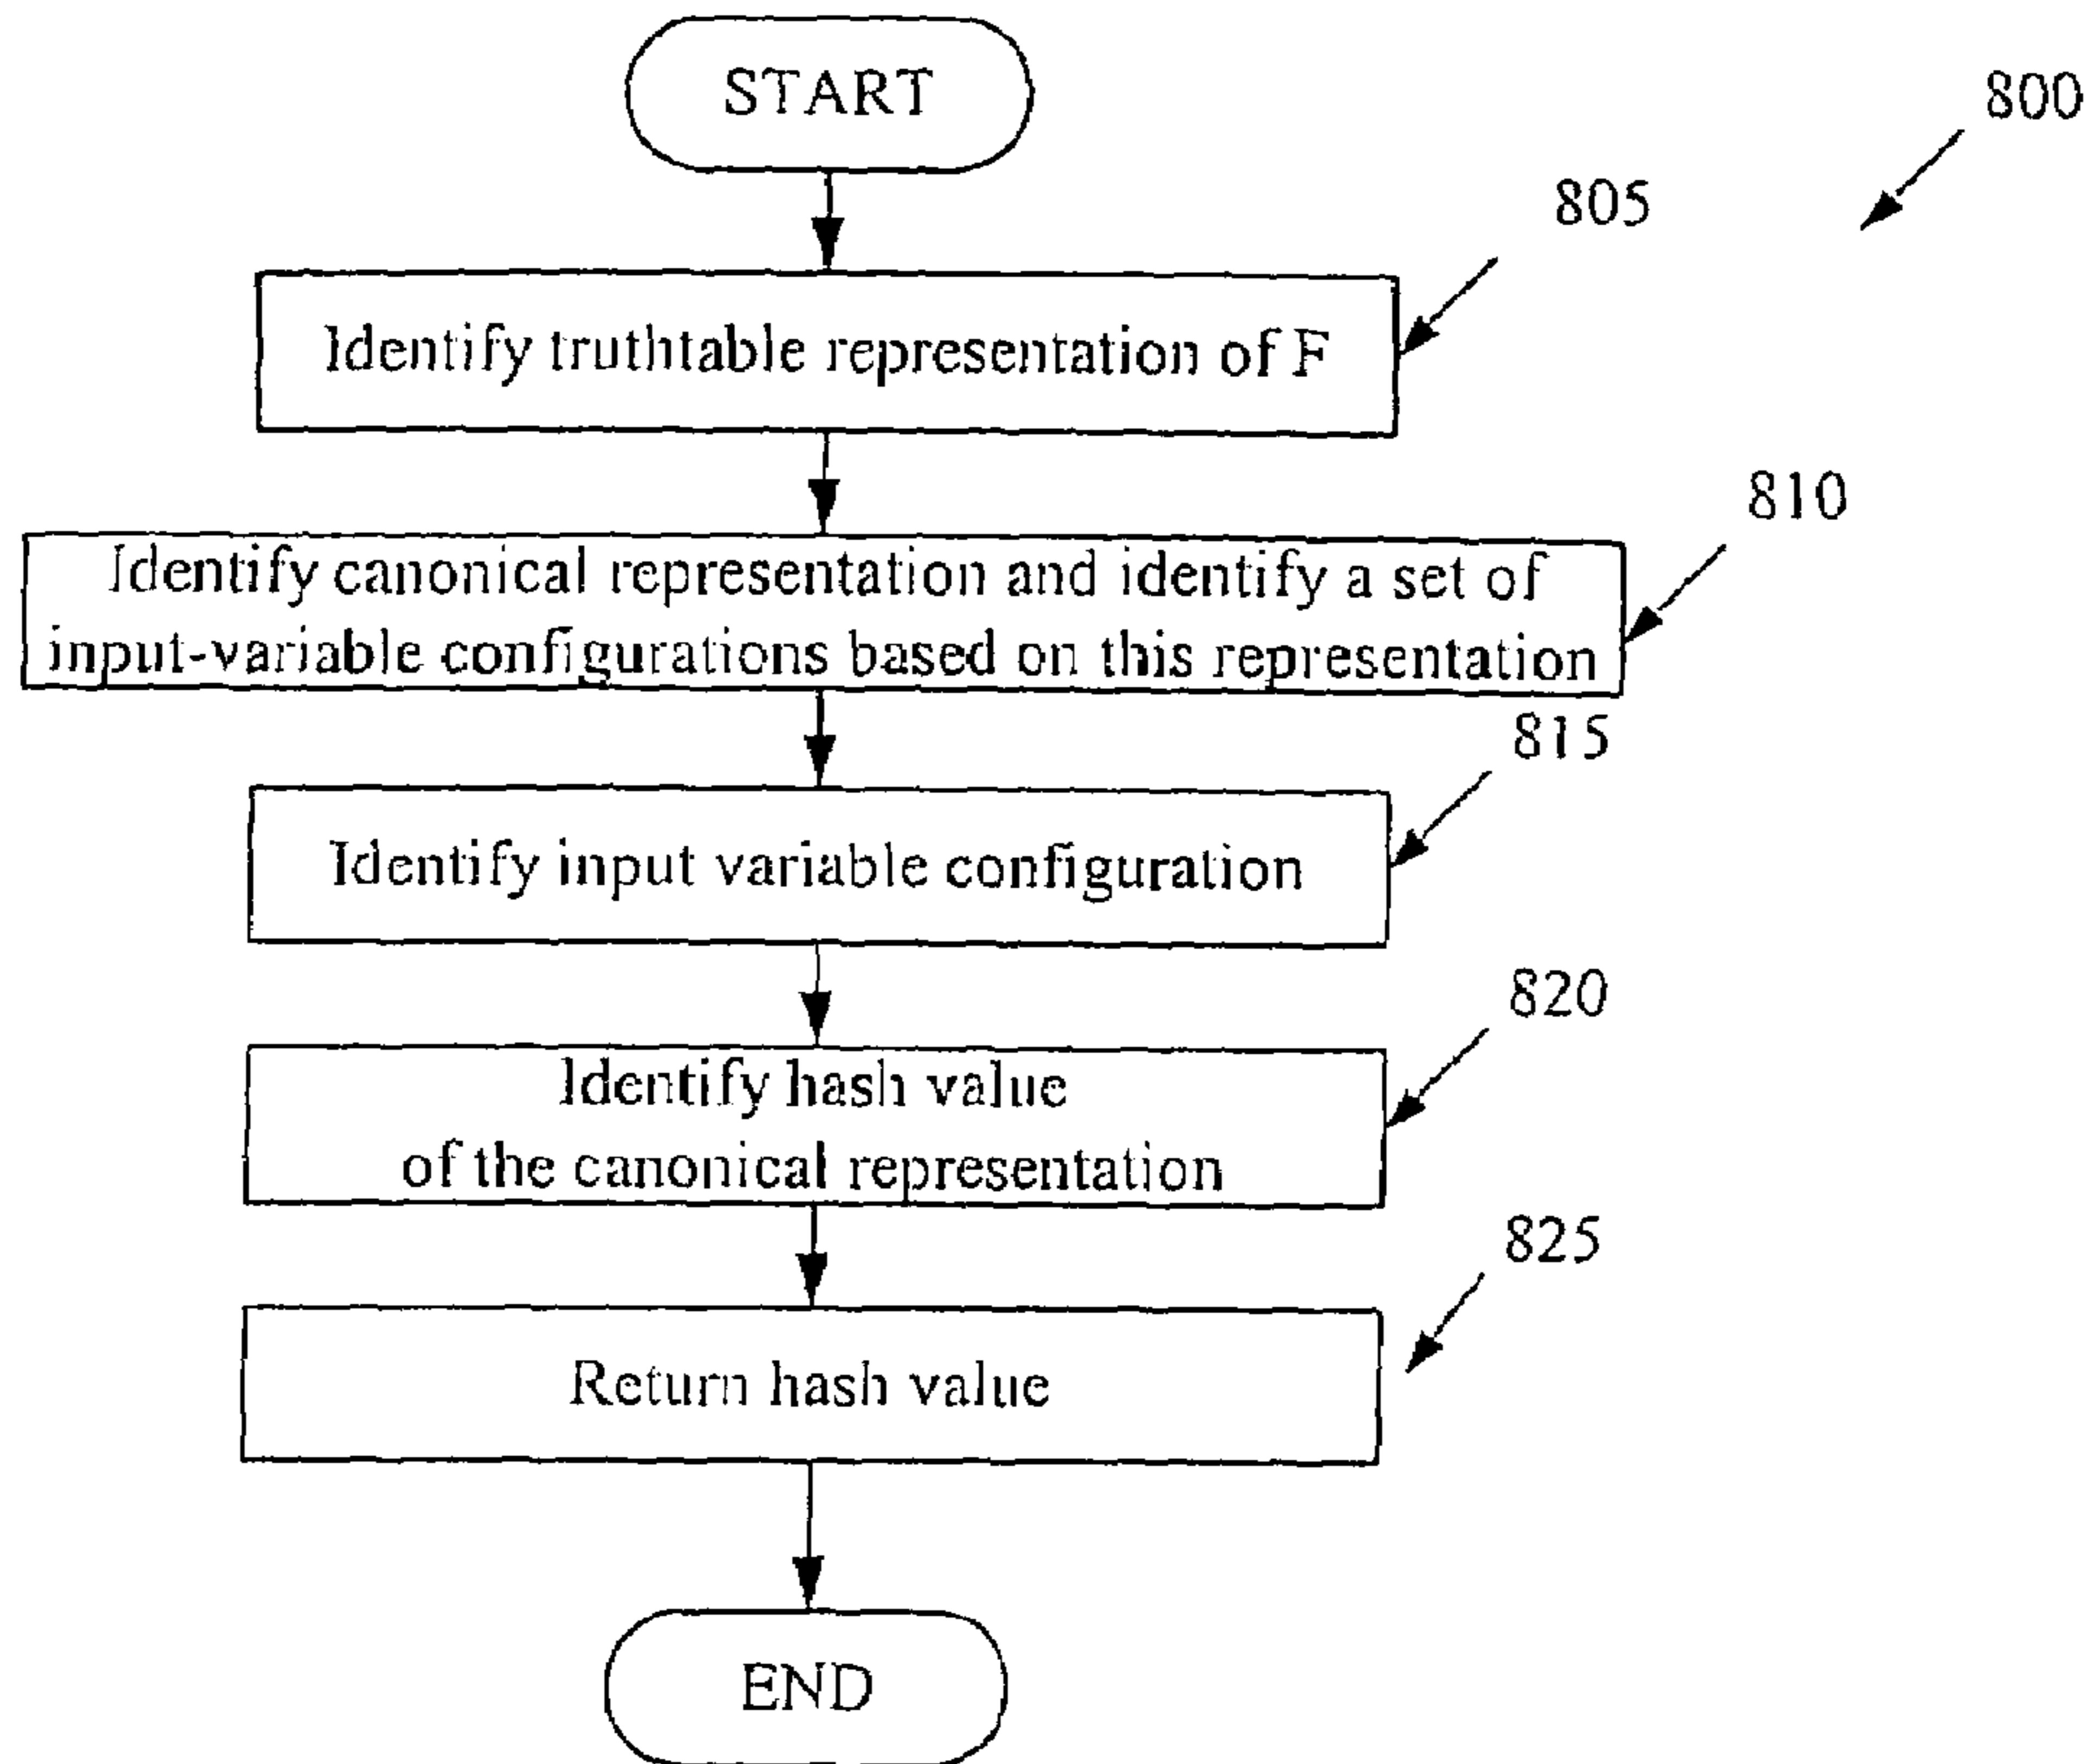 START
800
805
Identify truthtable representation of F
810
Identify canonical representation and identify a set of
input-variable configurations based on this representation
815
Identify input variable configuration
820
Identify hash value
of the canonical representation
825
Return hash value
END